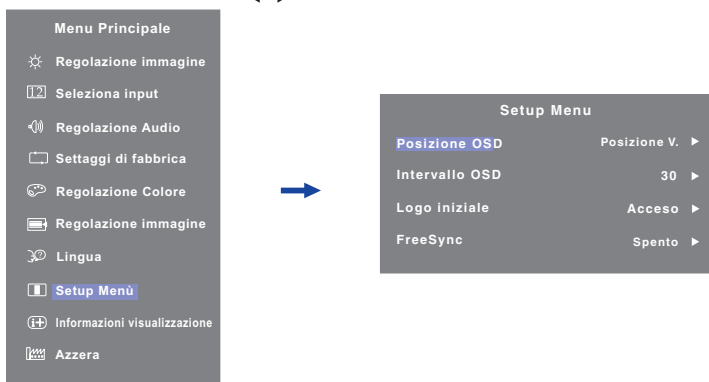 Menu Principale
Regolazione immagine
12 Seleziona input
Regolazione Audio
Settaggi di fabbrica
Regolazione Colore
Regolazione immagine
Lingua
Setup Menù
Informazioni visualizzazione
Azzera
Setup Menu
Posizione OSD Posizione V.
Intervallo OSD 30
Logo iniziale Acceso
FreeSync Spento